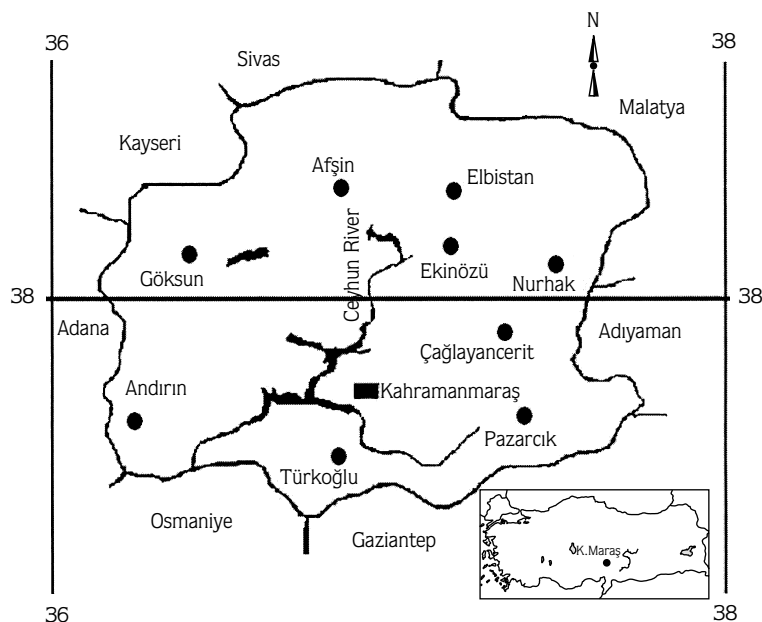 36
38
N
Sivas
Malatya
Kayseri
Afşin
Elbistan
Ceyhun River
Ekinözü
Göksun
Nurhak
38
38
Adana
Adıyaman
Çağlayancerit
Andırın
Kahramanmaraş
Pazarcık
Türkoğlu
Osmaniye
Gaziantep
K.Maraş
36
38